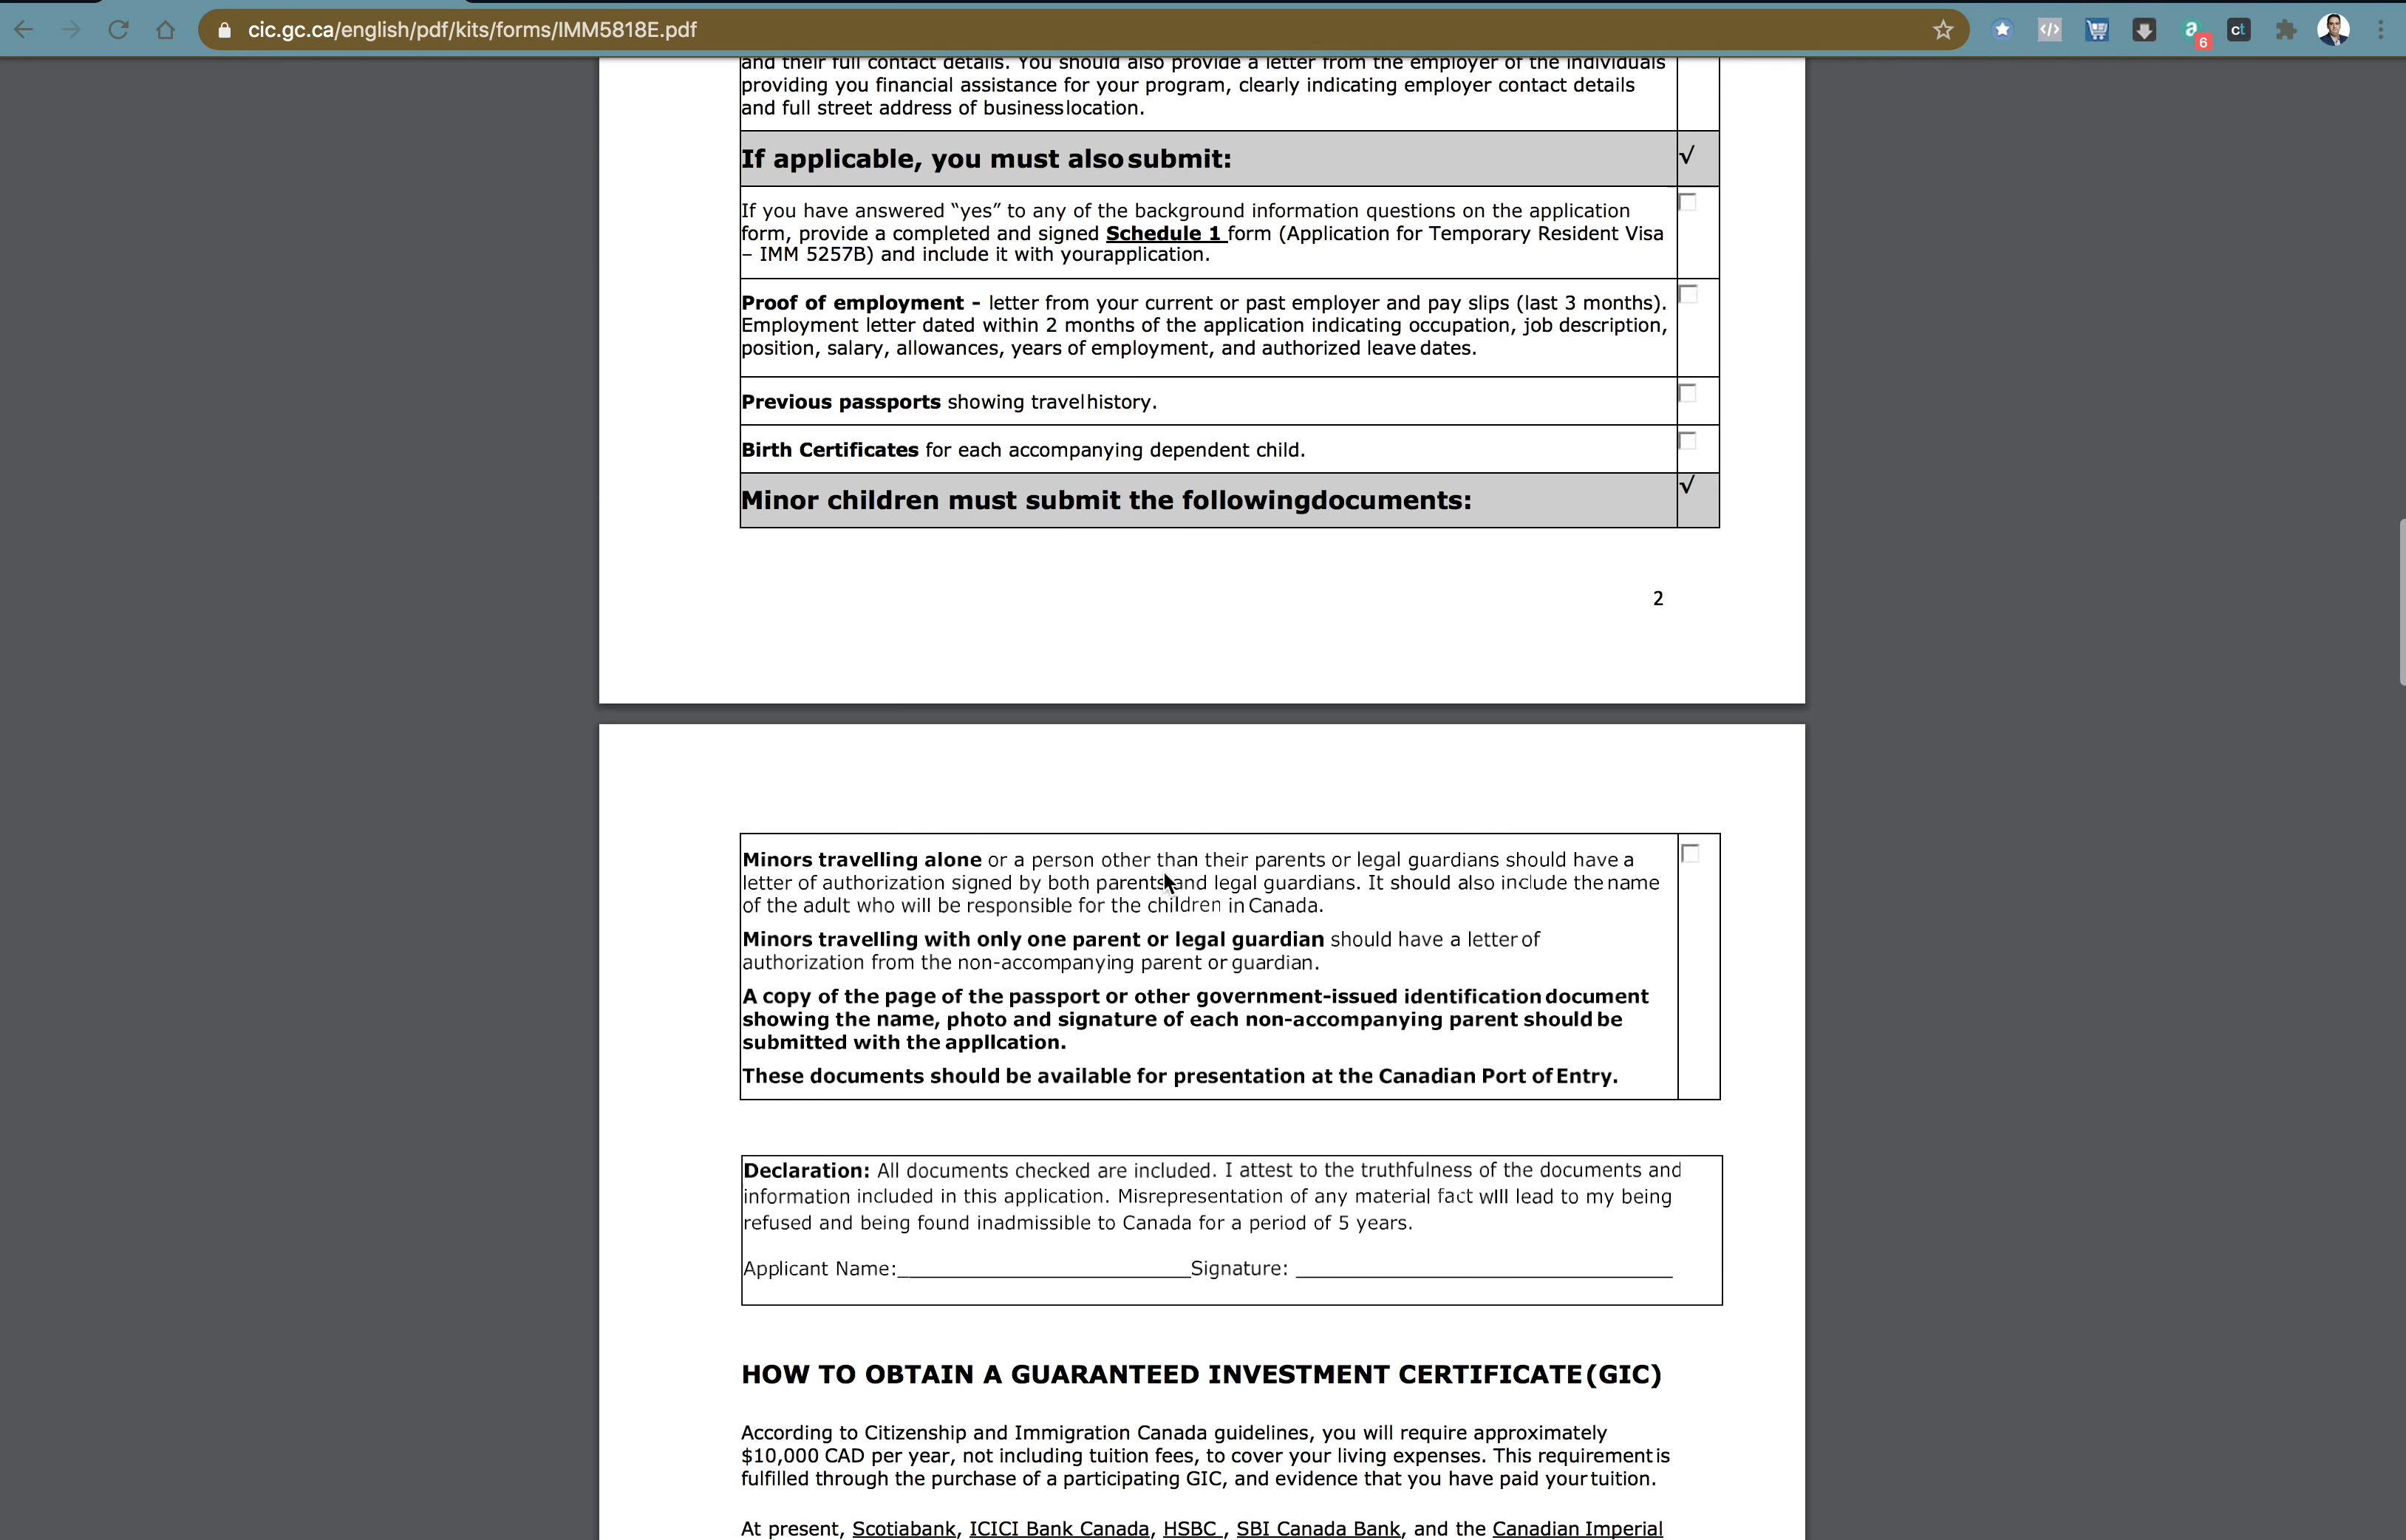 cic.gc.ca/english/pdf/kits/forms/IMM5818E.pdf
6
ct
and their full contact details. You should also provide a letter from the employer of the individuals
providing you financial assistance for your program, clearly indicating employer contact details
and full street address of businesslocation.
If applicable, you must also submit: √
If you have answered “yes” to any of the background information questions on the application
form, provide a completed and signed Schedule 1 form (Application for Temporary Resident Visa
– IMM 5257B) and include it with yourapplication.
Proof of employment - letter from your current or past employer and pay slips (last 3 months).
Employment letter dated within 2 months of the application indicating occupation, job description,
position, salary, allowances, years of employment, and authorized leave dates.
Previous passports showing travelhistory.
Birth Certificates for each accompanying dependent child.
Minor children must submit the followingdocuments: √
2
Minors travelling alone or a person other than their parents or legal guardians should have a
letter of authorization signed by both parents and legal guardians. It should also include the name
of the adult who will be responsible for the children in Canada.
Minors travelling with only one parent or legal guardian should have a letter of
authorization from the non-accompanying parent or guardian.
A copy of the page of the passport or other government-issued identification document
showing the name, photo and signature of each non-accompanying parent should be
submitted with the application.
These documents should be available for presentation at the Canadian Port of Entry.
Declaration: All documents checked are included. I attest to the truthfulness of the documents and
information included in this application. Misrepresentation of any material fact will lead to my being
refused and being found inadmissible to Canada for a period of 5 years.
Applicant Name:__________________________Signature: __________________________________
HOW TO OBTAIN A GUARANTEED INVESTMENT CERTIFICATE (GIC)
According to Citizenship and Immigration Canada guidelines, you will require approximately
$10,000 CAD per year, not including tuition fees, to cover your living expenses. This requirement is
fulfilled through the purchase of a participating GIC, and evidence that you have paid your tuition.
At present, Scotiabank, ICICI Bank Canada, HSBC , SBI Canada Bank, and the Canadian Imperial